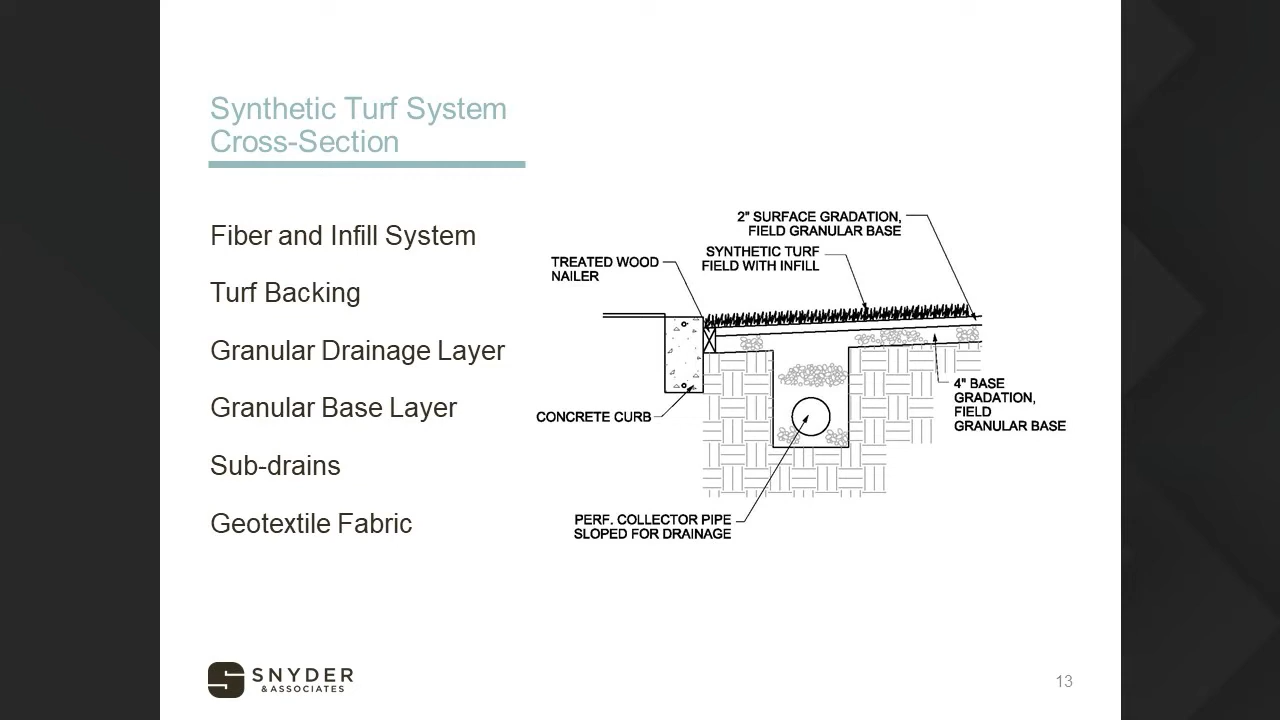 Synthetic Turf System
Cross-Section
Fiber and Infill System
Turf Backing
Granular Drainage Layer
Granular Base Layer
Sub-drains
Geotextile Fabric
2" SURFACE GRADATION,
FIELD GRANULAR BASE
SYNTHETIC TURF
FIELD WITH INFILL
TREATED WOOD
NAILER
CONCRETE CURB
4" BASE
GRADATION,
FIELD
GRANULAR BASE
PERF. COLLECTOR PIPE
SLOPED FOR DRAINAGE
SNYDER
& ASSOCIATES
13